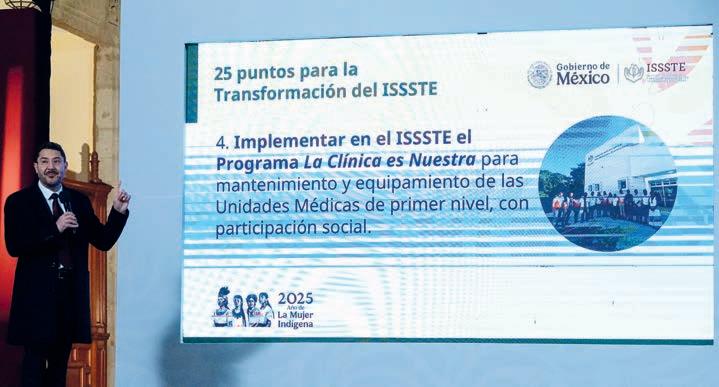 25 puntos para la
Transformación del ISSSTE
Gobierno de
México
ISSSTE
4. Implementar en el ISSSTE el
Programa La Clínica es Nuestra para
mantenimiento y equipamiento de las
Unidades Médicas de primer nivel, con
participación social.
2025
Año de
La Mujer
Indígena